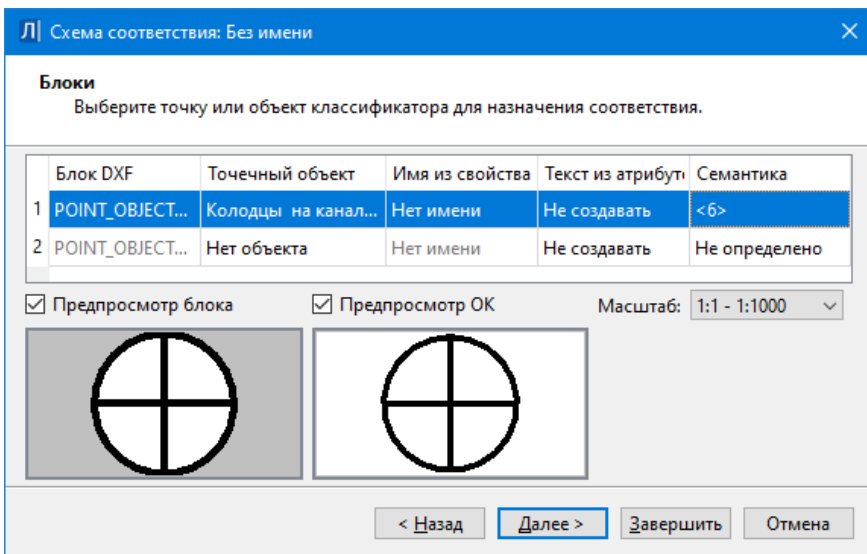 Л| Схема соответствия: Без имени
Блоки
Выберите точку или объект классификатора для назначения соответствия.
Блок DXF Точечный объект Имя из свойства Текст из атрибут Семантика
1 POINT_OBJECT... Колодцы на канал... Нет имени Не создавать <6>
2 POINT_OBJECT... Нет объекта Нет имени Не создавать Не определено
Предпросмотр блока Предпросмотр ОК Масштаб: 1:1 - 1:1000
< Назад Далее > Завершить Отмена